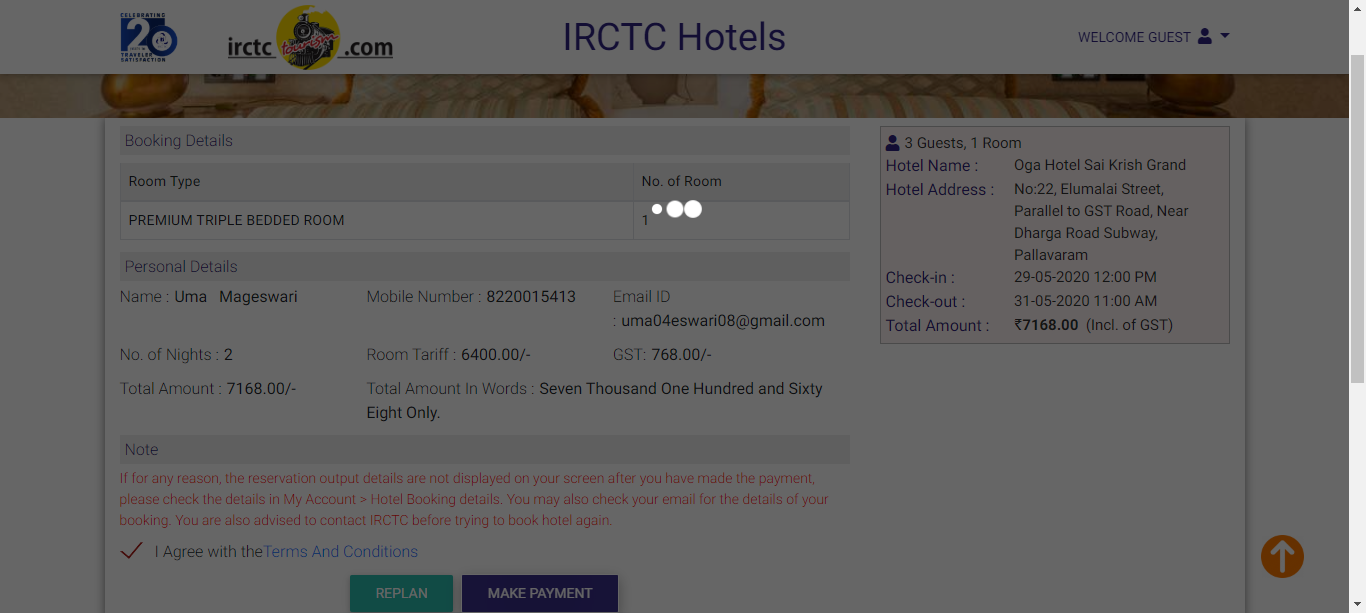 CELEBRATING
20
TRAVELER
SATISFACTION
irctc tourism .com
IRCTC Hotels
WELCOME GUEST
Booking Details
Room Type No. of Room
PREMIUM TRIPLE BEDDED ROOM 1
Personal Details
Name : Uma Mageswari Mobile Number : 8220015413 Email ID
: uma04eswari08@gmail.com
No. of Nights : 2 Room Tariff : 6400.00/- GST: 768.00/-
Total Amount : 7168.00/- Total Amount In Words : Seven Thousand One Hundred and Sixty
Eight Only.
Note
If for any reason, the reservation output details are not displayed on your screen after you have made the payment,
please check the details in My Account > Hotel Booking details. You may also check your email for the details of your
booking. You are also advised to contact IRCTC before trying to book hotel again.
I Agree with theTerms And Conditions
REPLAN MAKE PAYMENT
3 Guests, 1 Room
Hotel Name : Oga Hotel Sai Krish Grand
Hotel Address : No:22, Elumalai Street,
Parallel to GST Road, Near
Dharga Road Subway,
Pallavaram
Check-in : 29-05-2020 12:00 PM
Check-out : 31-05-2020 11:00 AM
Total Amount : ₹7168.00 (Incl. of GST)